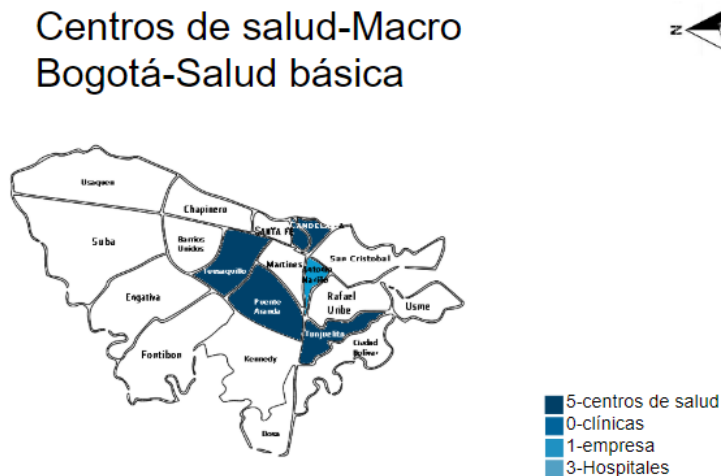 Centros de salud-Macro
Bogotá-Salud básica
N
Usaquen
Chapinero
SANTA FE
CANDELARIA
Suba
Barrios
Unidos
Martires
San Cristobal
Teusaquillo
Antonio
Nariño
Engativa
Puente
Aranda
Rafael
Uribe
Usme
Tunjuelito
Fontibon
Kennedy
Ciudad
Bolivar
Bosa
5-centros de salud
0-clínicas
1-empresa
3-Hospitales